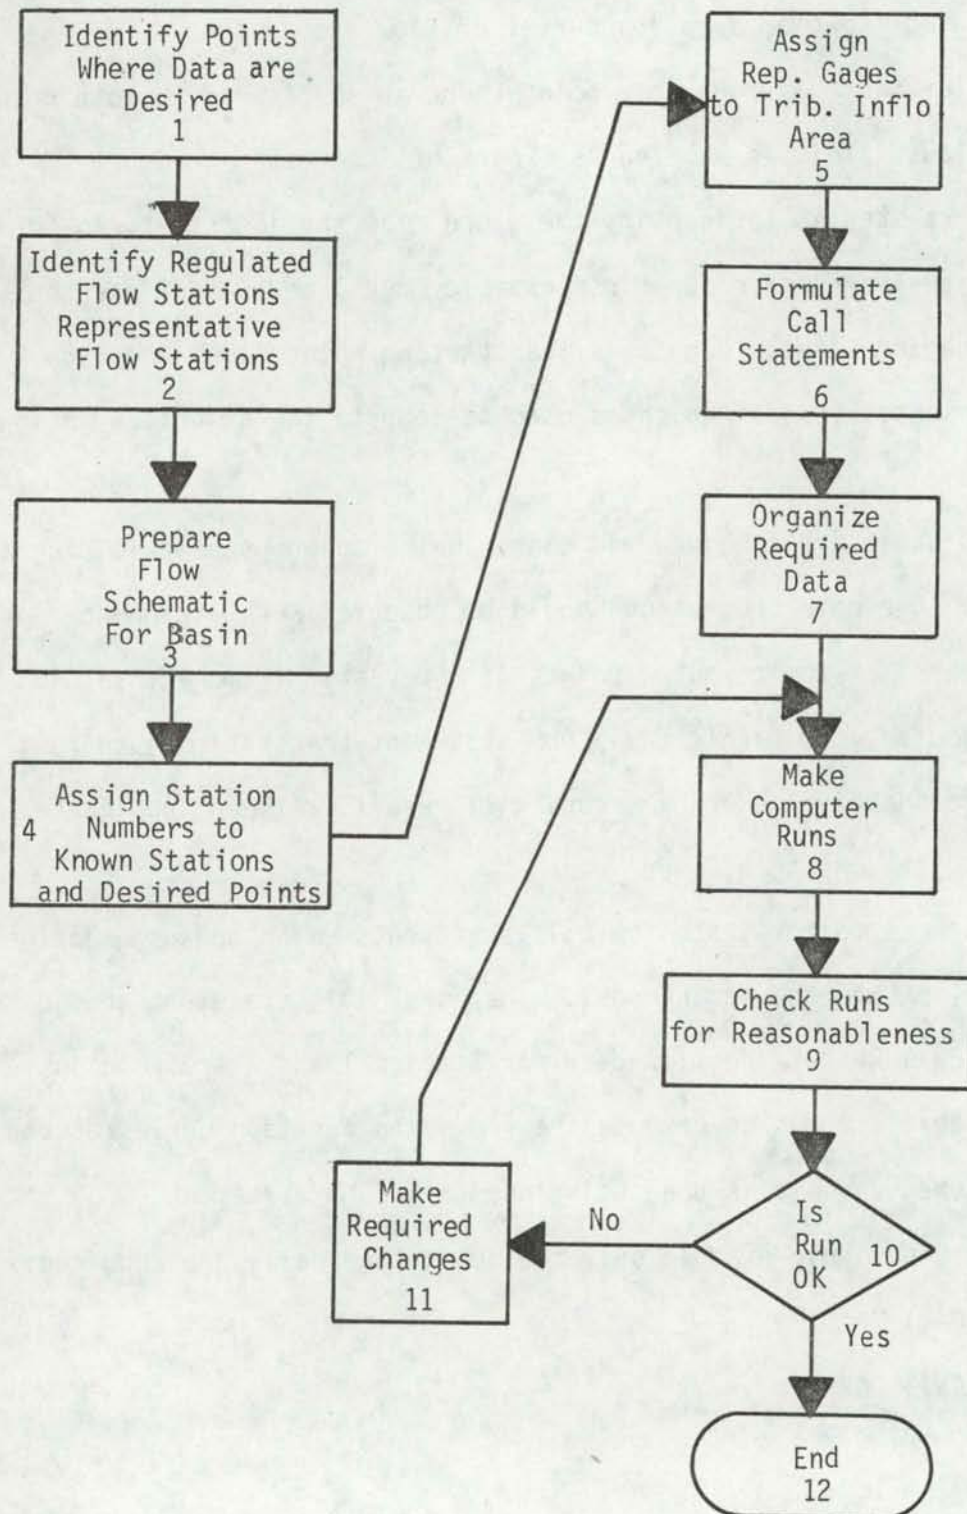 Identify Points
Where Data are
Desired
1
Identify Regulated
Flow Stations
Representative
Flow Stations
2
Prepare
Flow
Schematic
For Basin
3
Assign Station
4 Numbers to
Known Stations
and Desired Points
Assign
Rep. Gages
to Trib. Inflo
Area
5
Formulate
Call
Statements
6
Organize
Required
Data
7
Make
Computer
Runs
8
Check Runs
for Reasonableness
9
Is
Run 10
OK
No
Yes
Make
Required
Changes
11
End
12